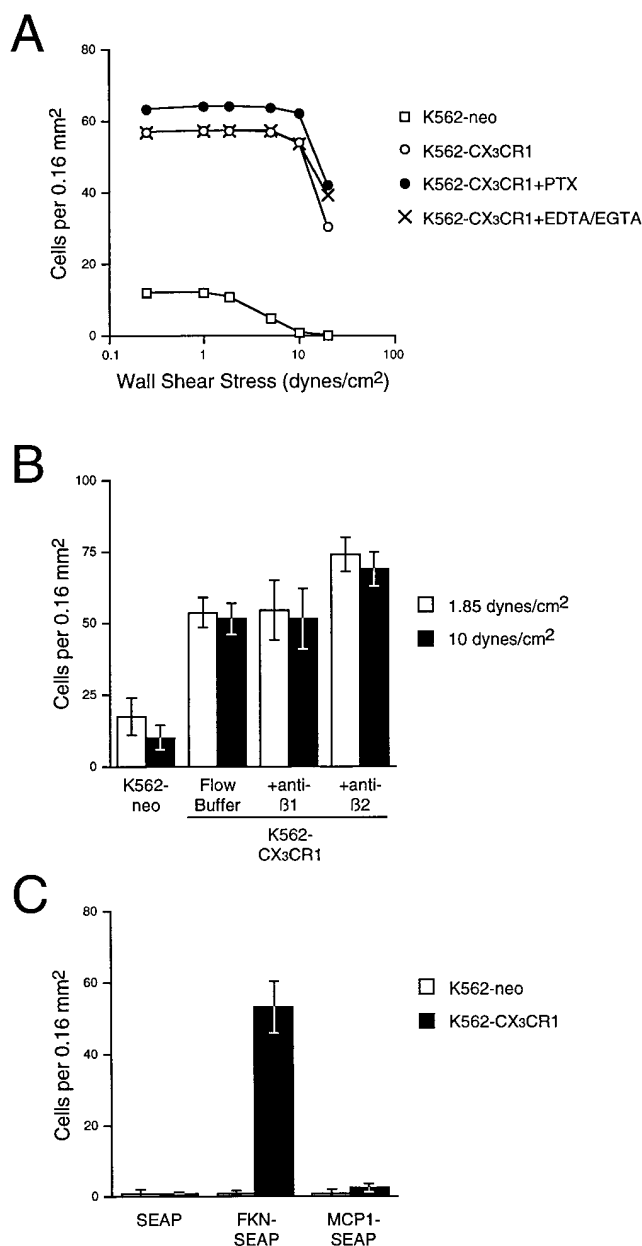 A
80
60
40
20
0
Cells per 0.16 mm²
0.1
1
10
100
Wall Shear Stress (dynes/cm²)
K562-neo
K562-CX₃CR1
K562-CX₃CR1+PTX
K562-CX₃CR1+EDTA/EGTA
B
100
75
50
25
0
Cells per 0.16 mm²
K562-
neo
Flow
Buffer
+anti-
ß1
+anti-
ß2
K562-
CX₃CR1
1.85 dynes/cm²
10 dynes/cm²
C
80
60
40
20
0
Cells per 0.16 mm²
SEAP
FKN-
SEAP
MCP1-
SEAP
K562-neo
K562-CX₃CR1